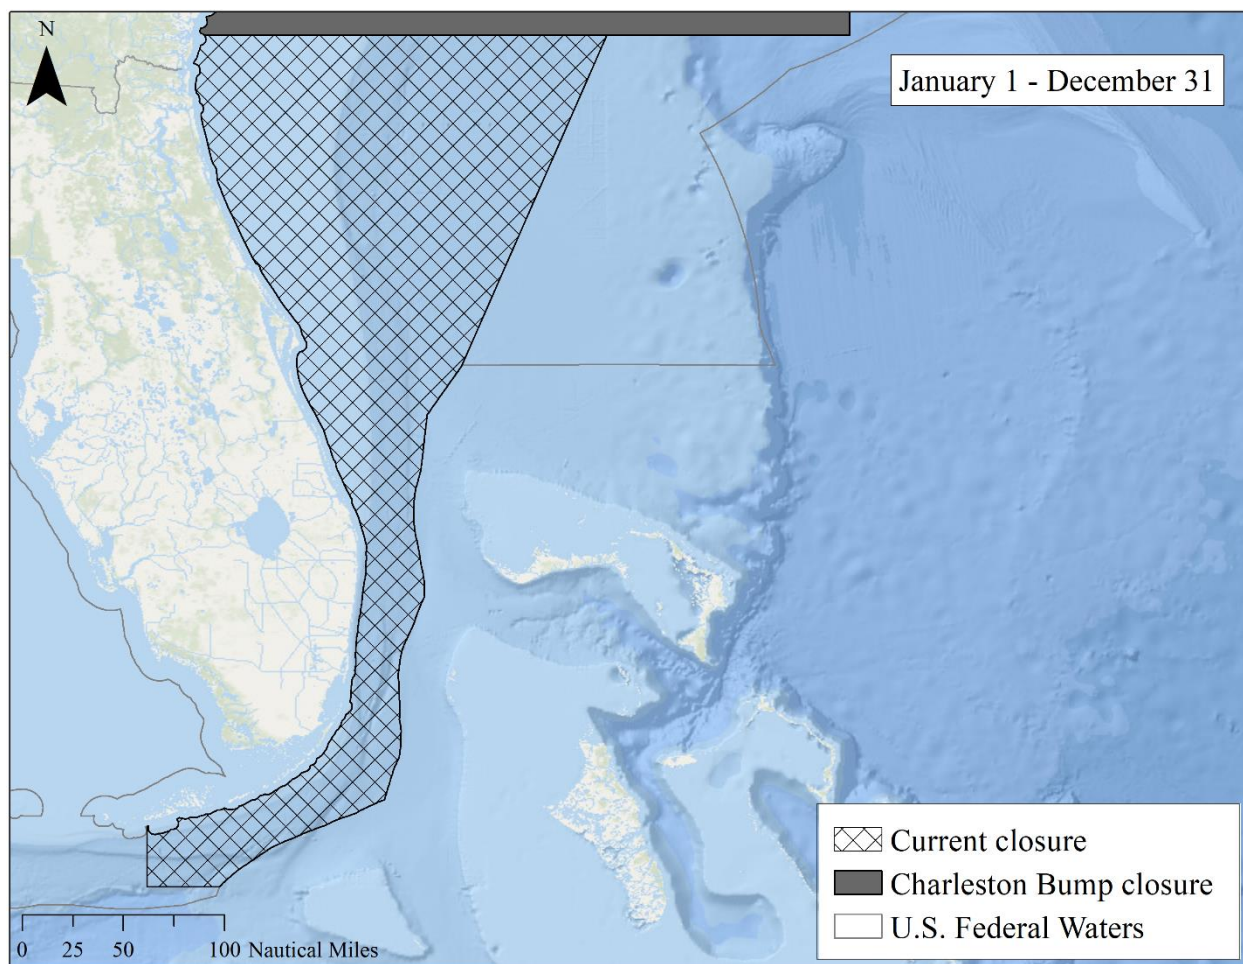 N
January 1 - December 31
Current closure
Charleston Bump closure
U.S. Federal Waters
0 25 50 100 Nautical Miles